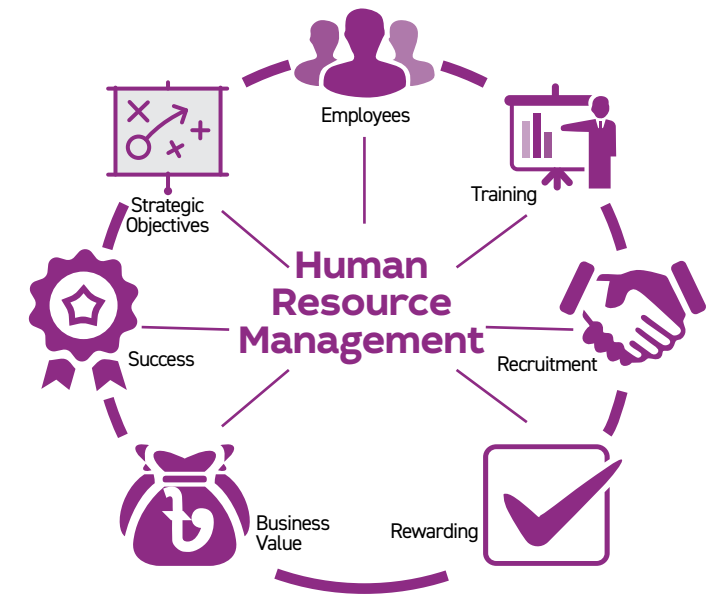 Employees
Training
Strategic
Objectives
Human
Resource
Management
Success
Recruitment
৳
Business
Value
Rewarding